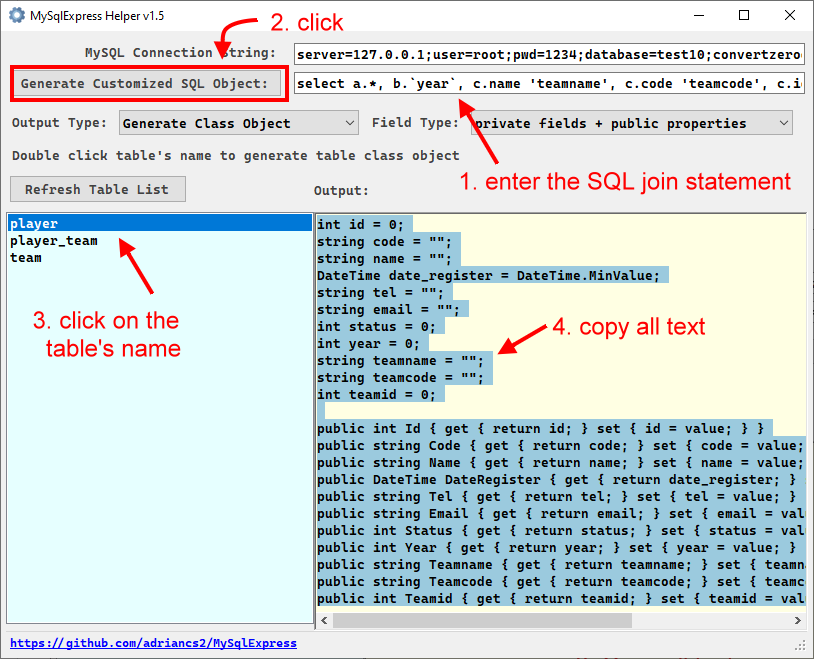 MySqlExpress Helper v1.5
2. click
MySQL Connection String:
server=127.0.0.1;user=root;pwd=1234;database=test10;convertzero
Generate Customized SQL Object:
select a.*, b.`year`, c.name 'teamname', c.code 'teamcode', c.i
Output Type:
Generate Class Object
Field Type:
private fields + public properties
Double click table's name to generate table class object
1. enter the SQL join statement
Refresh Table List
Output:
player
player_team
team
3. click on the
table's name
int id = 0;
string code = "";
string name = "";
DateTime date_register = DateTime.MinValue;
string tel = "";
string email = "";
int status = 0;
int year = 0;
string teamname = "";
string teamcode = "";
int teamid = 0;
4. copy all text
public int Id { get { return id; } set { id = value; } }
public string Code { get { return code; } set { code = value;
public string Name { get { return name; } set { name = value;
public DateTime DateRegister { get { return date_register; }
public string Tel { get { return tel; } set { tel = value; }
public string Email { get { return email; } set { email = val
public int Status { get { return status; } set { status = val
public int Year { get { return year; } set { year = value; }
public string Teamname { get { return teamname; } set { teamn
public string Teamcode { get { return teamcode; } set { teamc
public int Teamid { get { return teamid; } set { teamid = val
https://github.com/adriancs2/MySqlExpress